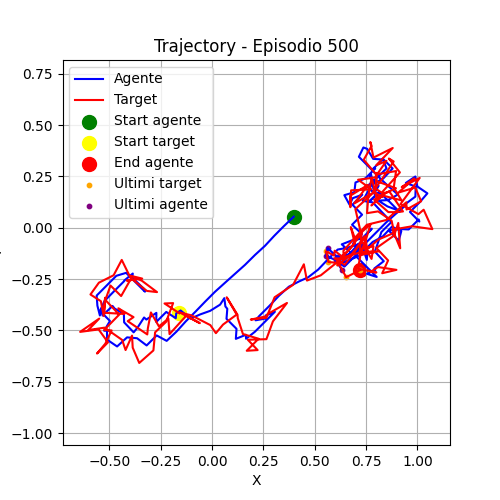 Trajectory - Episodio 500
Agente
Target
Start agente
Start target
End agente
Ultimi target
Ultimi agente
0.75
0.50
0.25
0.00
−0.25
−0.50
−0.75
−1.00
−0.50 −0.25 0.00 0.25 0.50 0.75 1.00
X